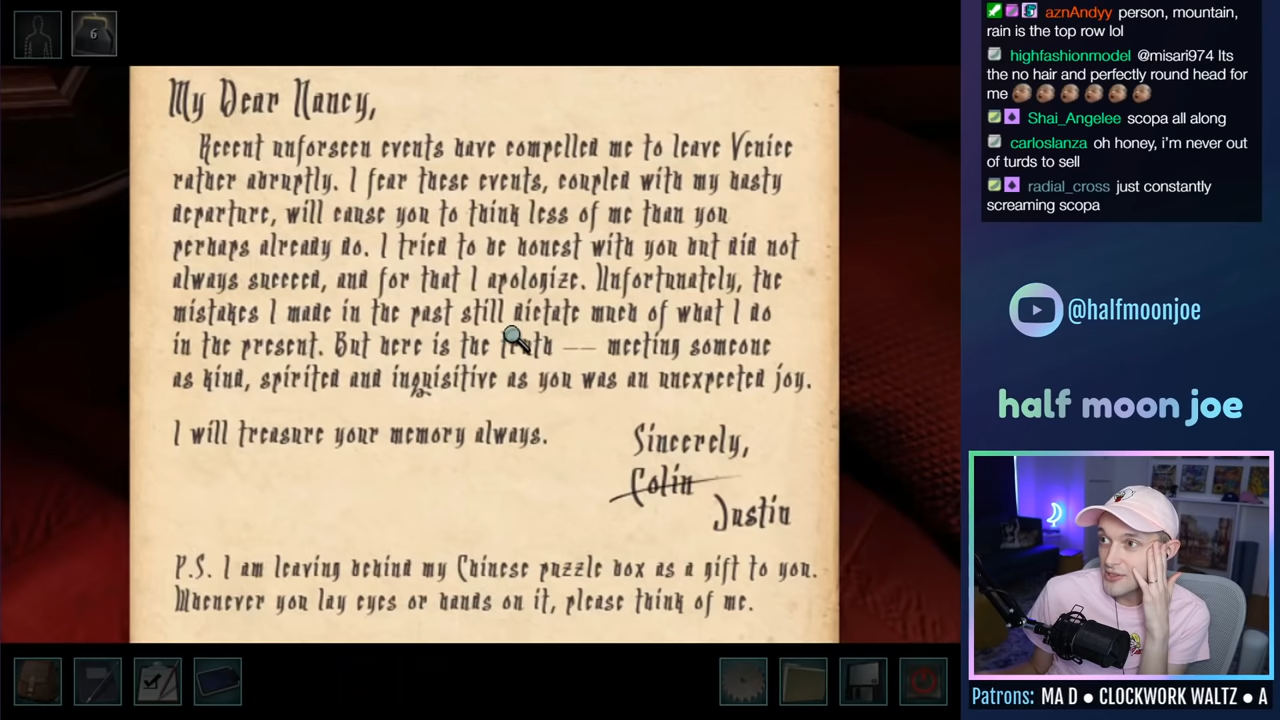 6
My Dear Nancy,
Recent unforseen events have compelled me to leave Venice
rather abruptly. I fear these events, coupled with my hasty
departure, will cause you to think less of me than you
perhaps already do. I tried to be honest with you but did not
always succeed, and for that I apologize. Unfortunately, the
mistakes I made in the past still dictate much of what I do
in the present. But here is the truth -- meeting someone
as kind, spirited and inquisitive as you was an unexpected joy.
I will treasure your memory always.
Sincerely,
Colin
Justin
P.S. I am leaving behind my Chinese puzzle box as a gift to you.
Whenever you lay eyes or hands on it, please think of me.
aznAndyy person, mountain,
rain is the top row lol
highfashionmodel @misari974 Its
the no hair and perfectly round head for
me
Shai_Angelee scopa all along
carloslanza oh honey, i'm never out
of turds to sell
radial_cross just constantly
screaming scopa
@halfmoonjoe
half moon joe
Patrons: MA D ● CLOCKWORK WALTZ ● A